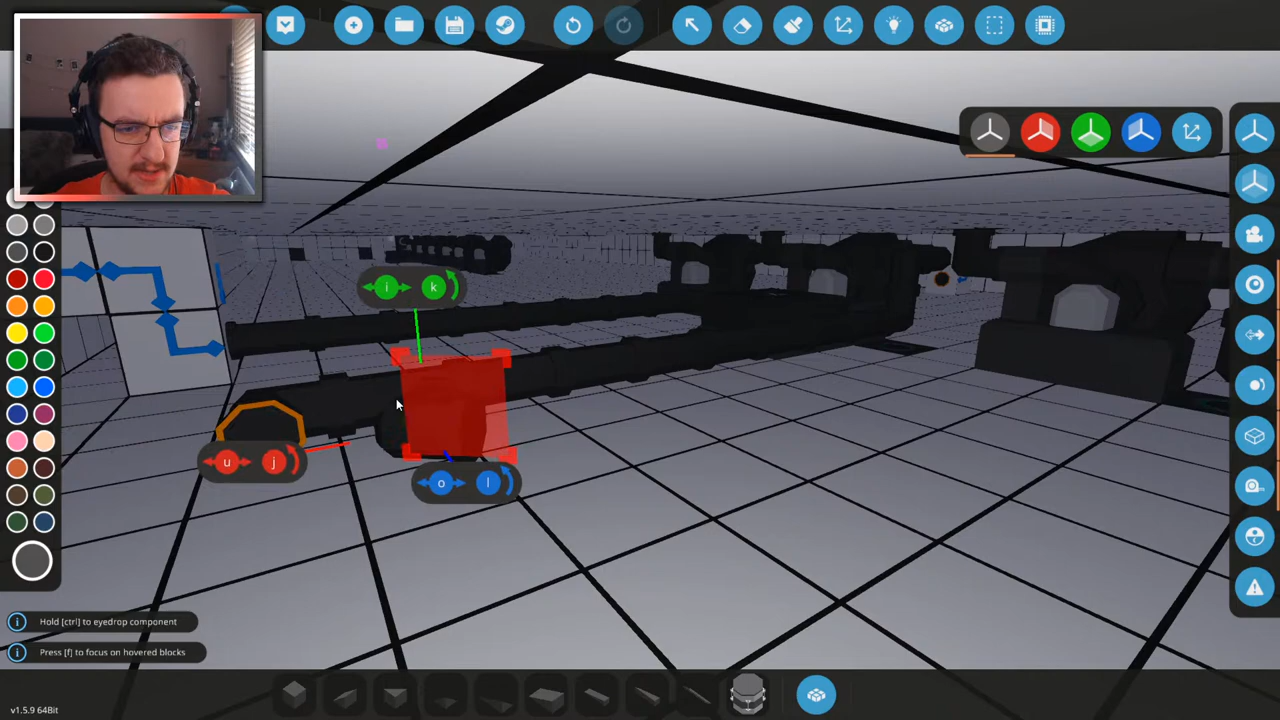 i k
u j
o l
Hold [ctrl] to eyedrop component
Press [f] to focus on hovered blocks
v1.5.9 64Bit